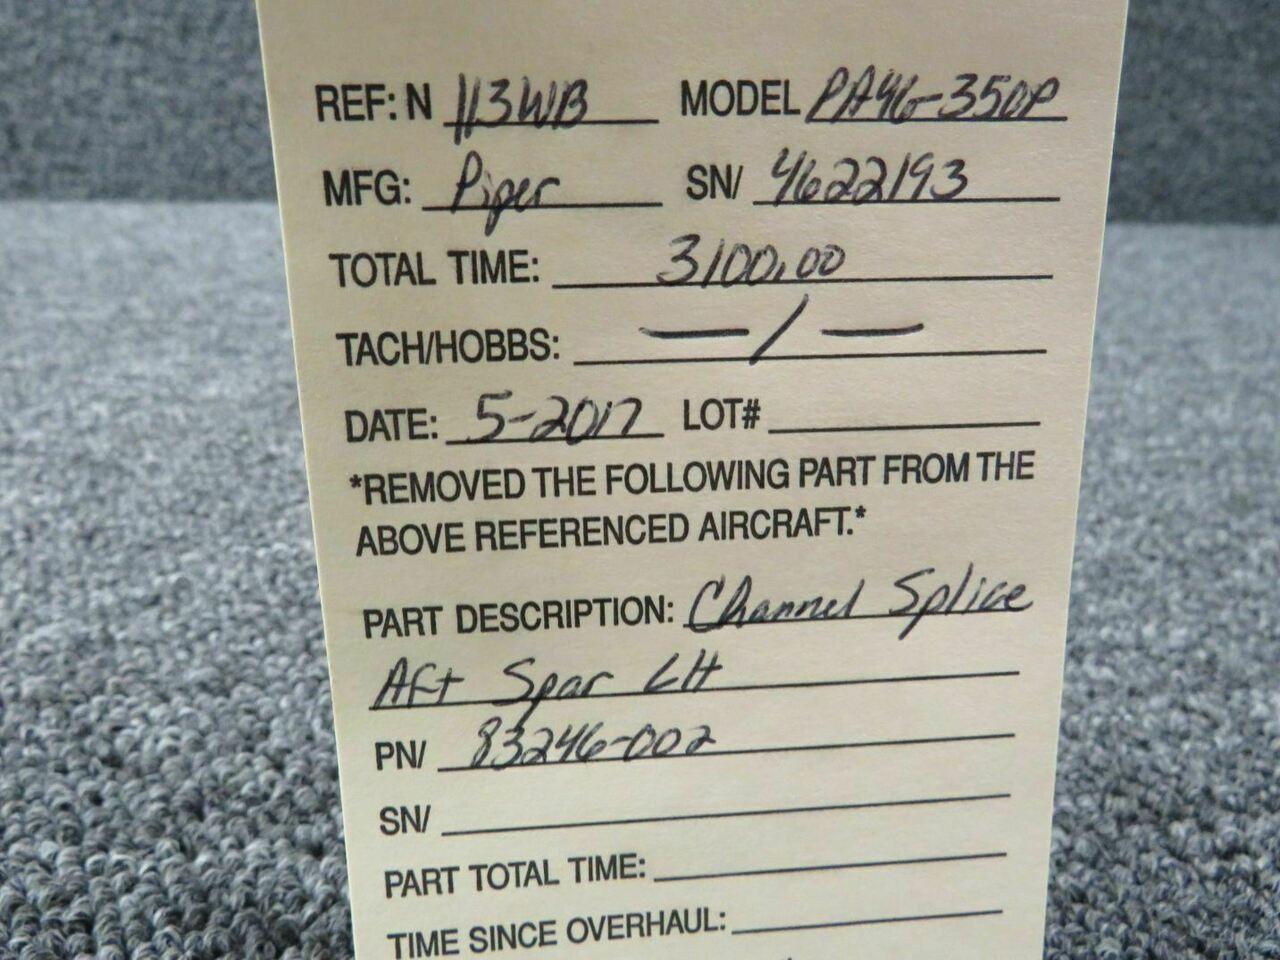 REF: N 113WB MODEL PA46-350P
MFG: Piper SN/ 4622193
TOTAL TIME: 3100.00
TACH/HOBBS: — / —
DATE: 5-2017 LOT#
*REMOVED THE FOLLOWING PART FROM THE
ABOVE REFERENCED AIRCRAFT.*
PART DESCRIPTION: Channel Splice
Aft Spar LH
PN/ 83246-002
SN/
PART TOTAL TIME:
TIME SINCE OVERHAUL: